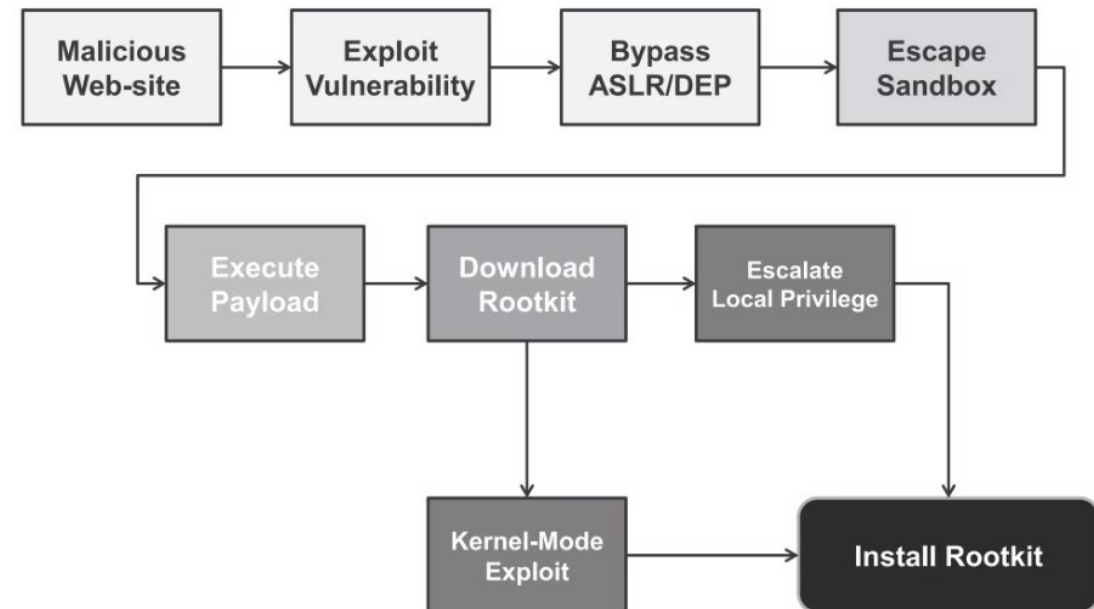 Malicious
Web-site
Exploit
Vulnerability
Bypass
ASLR/DEP
Escape
Sandbox
Execute
Payload
Download
Rootkit
Escalate
Local Privilege
Kernel-Mode
Exploit
Install Rootkit